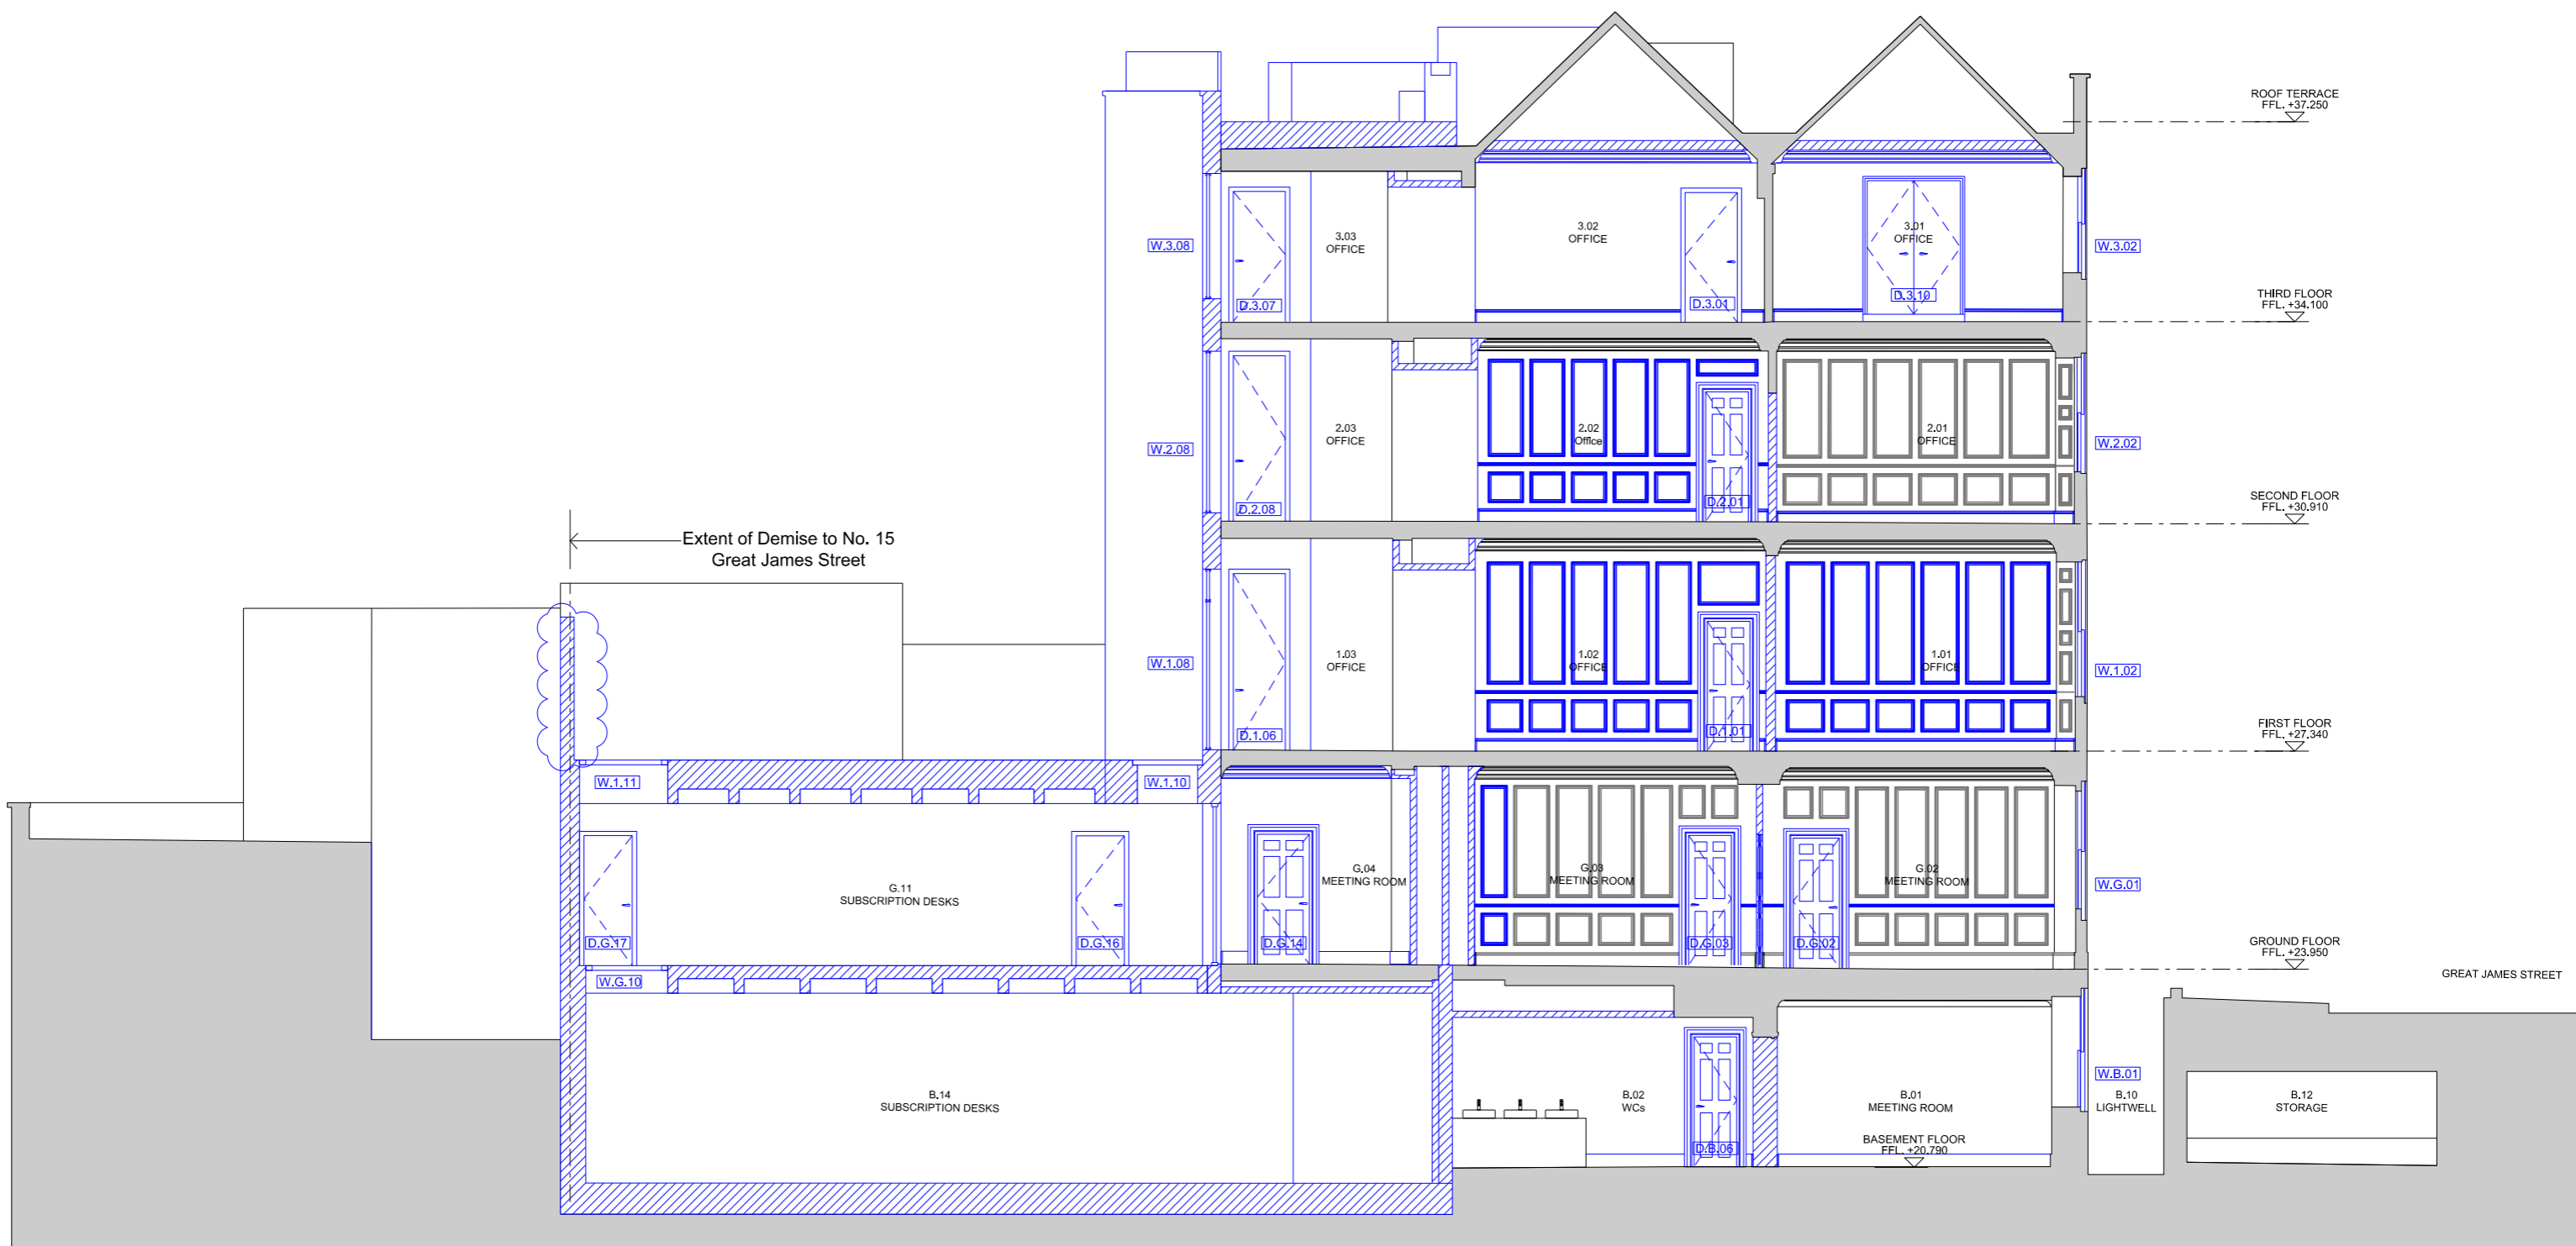 ROOF TERRACE
FFL. +37.250
W.3.08
3.03
OFFICE
3.02
OFFICE
3.01
OFFICE
W.3.02
D.3.07
D.3.01
D.3.10
THIRD FLOOR
FFL. +34.100
W.2.08
2.03
OFFICE
2.02
Office
2.01
OFFICE
W.2.02
D.2.08
D.2.01
SECOND FLOOR
FFL. +30.910
Extent of Demise to No. 15
Great James Street
W.1.08
1.03
OFFICE
1.02
OFFICE
1.01
OFFICE
W.1.02
D.1.06
D.1.01
FIRST FLOOR
FFL. +27.340
W.1.11
W.1.10
G.11
SUBSCRIPTION DESKS
G.04
MEETING ROOM
G.03
MEETING ROOM
G.02
MEETING ROOM
W.G.01
D.G.17
D.G.16
D.G.14
D.G.03
D.G.02
GROUND FLOOR
FFL. +23.950
GREAT JAMES STREET
W.G.10
B.14
SUBSCRIPTION DESKS
B.02
WCs
B.01
MEETING ROOM
W.B.01
B.10
LIGHTWELL
B.12
STORAGE
D.B.06
BASEMENT FLOOR
FFL. +20.790